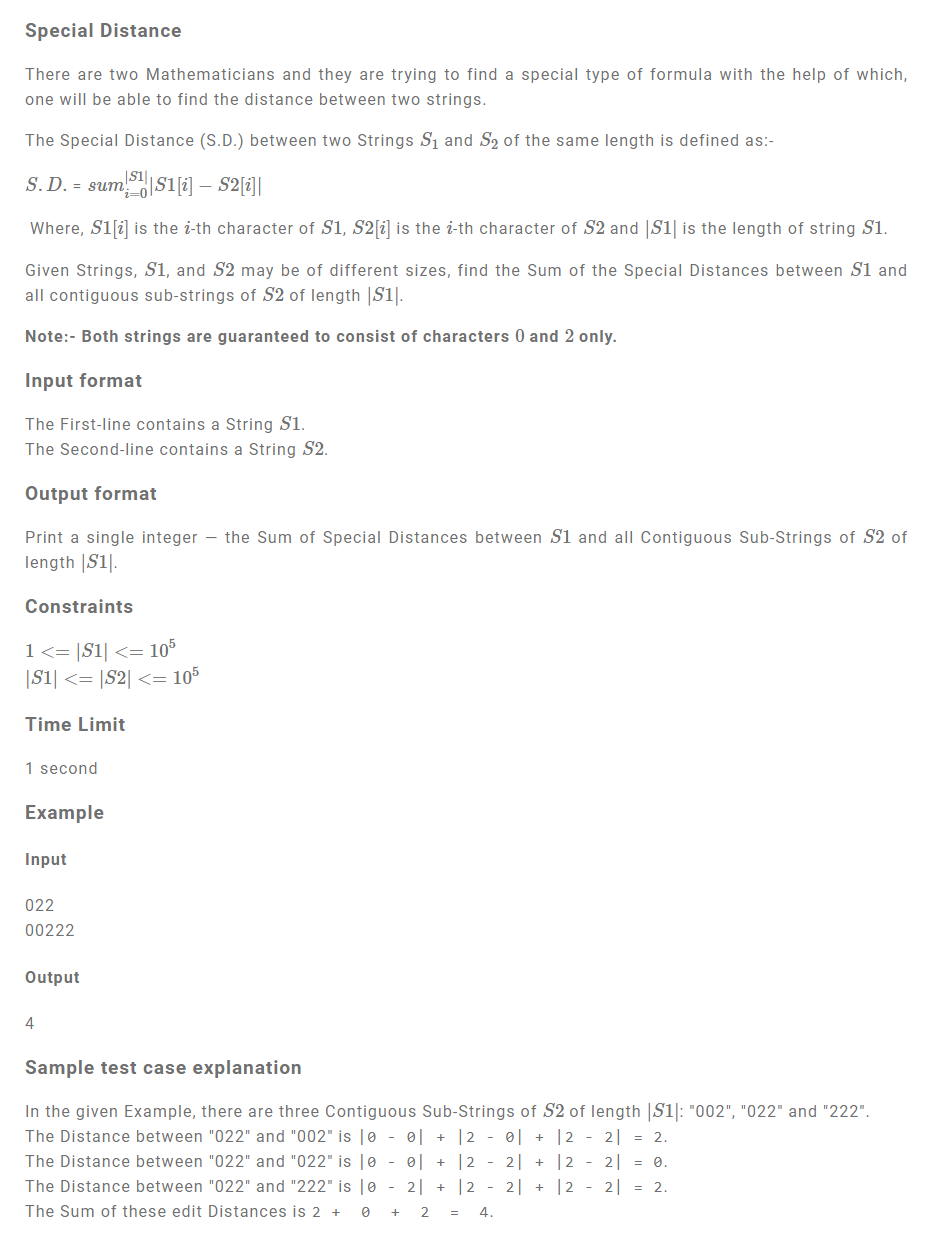 Special Distance
There are two Mathematicians and they are trying to find a special type of formula with the help of which,
one will be able to find the distance between two strings.
The Special Distance (S.D.) between two Strings S₁ and S₂ of the same length is defined as:-
S.D. = sum_{i=0}^{|S1|}|S1[i] − S2[i]|
Where, S1[i] is the i-th character of S1, S2[i] is the i-th character of S2 and |S1| is the length of string S1.
Given Strings, S1, and S2 may be of different sizes, find the Sum of the Special Distances between S1 and
all contiguous sub-strings of S2 of length |S1|.
Note:- Both strings are guaranteed to consist of characters 0 and 2 only.
Input format
The First-line contains a String S1.
The Second-line contains a String S2.
Output format
Print a single integer — the Sum of Special Distances between S1 and all Contiguous Sub-Strings of S2 of
length |S1|.
Constraints
1 <= |S1| <= 10⁵
|S1| <= |S2| <= 10⁵
Time Limit
1 second
Example
Input
022
00222
Output
4
Sample test case explanation
In the given Example, there are three Contiguous Sub-Strings of S2 of length |S1|: "002", "022" and "222".
The Distance between "022" and "002" is |0 - 0| + |2 - 0| + |2 - 2| = 2.
The Distance between "022" and "022" is |0 - 0| + |2 - 2| + |2 - 2| = 0.
The Distance between "022" and "222" is |0 - 2| + |2 - 2| + |2 - 2| = 2.
The Sum of these edit Distances is 2 + 0 + 2 = 4.